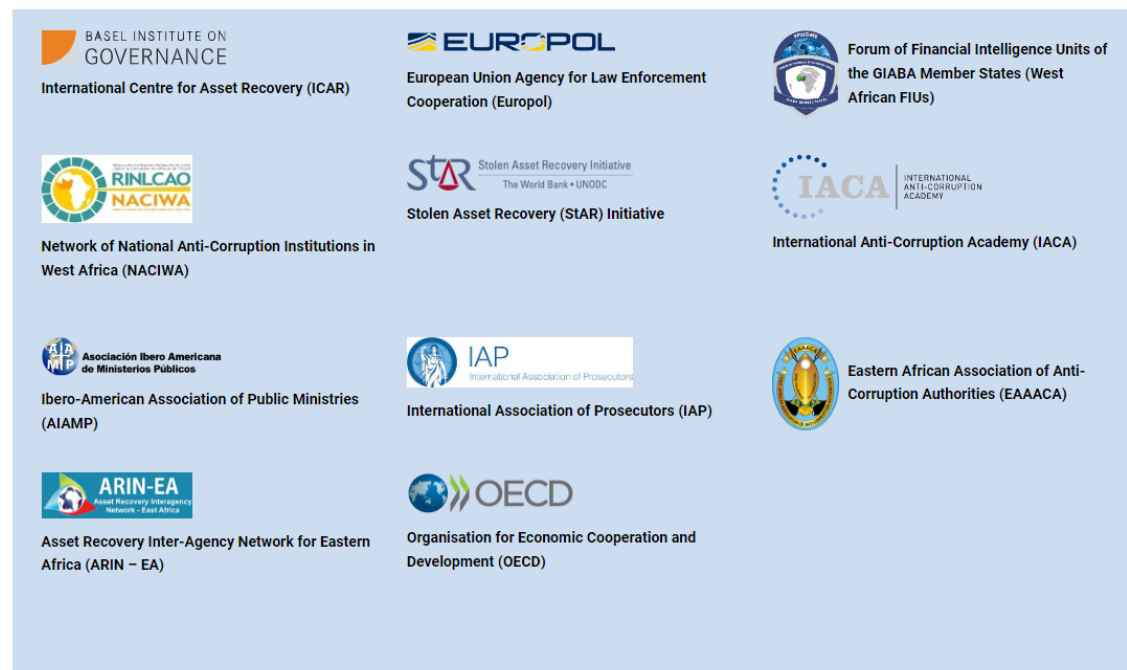 BASEL INSTITUTE ON
GOVERNANCE
International Centre for Asset Recovery (ICAR)
EUROPOL
European Union Agency for Law Enforcement
Cooperation (Europol)
Forum of Financial Intelligence Units of
the GIABA Member States (West
African FIUs)
RINLCAO
NACIWA
Network of National Anti-Corruption Institutions in
West Africa (NACIWA)
StAR
Stolen Asset Recovery Initiative
The World Bank • UNODC
Stolen Asset Recovery (StAR) Initiative
IACA
INTERNATIONAL
ANTI-CORRUPTION
ACADEMY
International Anti-Corruption Academy (IACA)
AIAMP
Asociación Ibero Americana
de Ministerios Públicos
Ibero-American Association of Public Ministries
(AIAMP)
IAP
International Association of Prosecutors
International Association of Prosecutors (IAP)
EAAACA
Eastern African Association of Anti-
Corruption Authorities (EAAACA)
ARIN-EA
Asset Recovery Interagency
Network - East Africa
Asset Recovery Inter-Agency Network for Eastern
Africa (ARIN – EA)
OECD
Organisation for Economic Cooperation and
Development (OECD)